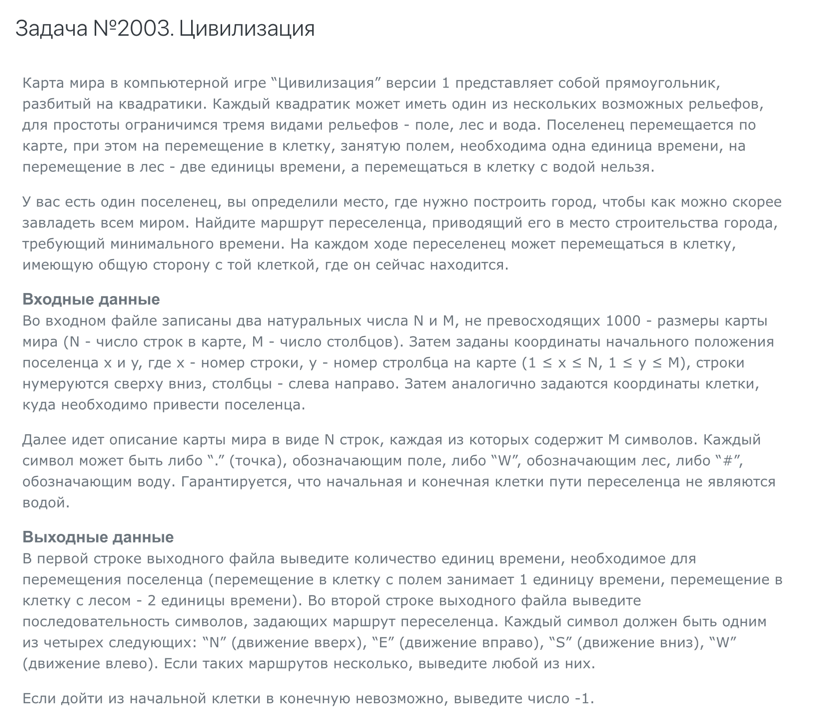 Задача №2003. Цивилизация
Карта мира в компьютерной игре “Цивилизация” версии 1 представляет собой прямоугольник,
разбитый на квадратики. Каждый квадратик может иметь один из нескольких возможных рельефов,
для простоты ограничимся тремя видами рельефов - поле, лес и вода. Поселенец перемещается по
карте, при этом на перемещение в клетку, занятую полем, необходима одна единица времени, на
перемещение в лес - две единицы времени, а перемещаться в клетку с водой нельзя.
У вас есть один поселенец, вы определили место, где нужно построить город, чтобы как можно скорее
завладеть всем миром. Найдите маршрут переселенца, приводящий его в место строительства города,
требующий минимального времени. На каждом ходе переселенец может перемещаться в клетку,
имеющую общую сторону с той клеткой, где он сейчас находится.
Входные данные
Во входном файле записаны два натуральных числа N и M, не превосходящих 1000 - размеры карты
мира (N - число строк в карте, M - число столбцов). Затем заданы координаты начального положения
поселенца x и y, где x - номер строки, y - номер стролбца на карте (1 ≤ x ≤ N, 1 ≤ y ≤ M), строки
нумеруются сверху вниз, столбцы - слева направо. Затем аналогично задаются координаты клетки,
куда необходимо привести поселенца.
Далее идет описание карты мира в виде N строк, каждая из которых содержит M символов. Каждый
символ может быть либо “.” (точка), обозначающим поле, либо “W”, обозначающим лес, либо “#”,
обозначающим воду. Гарантируется, что начальная и конечная клетки пути переселенца не являются
водой.
Выходные данные
В первой строке выходного файла выведите количество единиц времени, необходимое для
перемещения поселенца (перемещение в клетку с полем занимает 1 единицу времени, перемещение в
клетку с лесом - 2 единицы времени). Во второй строке выходного файла выведите
последовательность символов, задающих маршрут переселенца. Каждый символ должен быть одним
из четырех следующих: “N” (движение вверх), “E” (движение вправо), “S” (движение вниз), “W”
(движение влево). Если таких маршрутов несколько, выведите любой из них.
Если дойти из начальной клетки в конечную невозможно, выведите число -1.